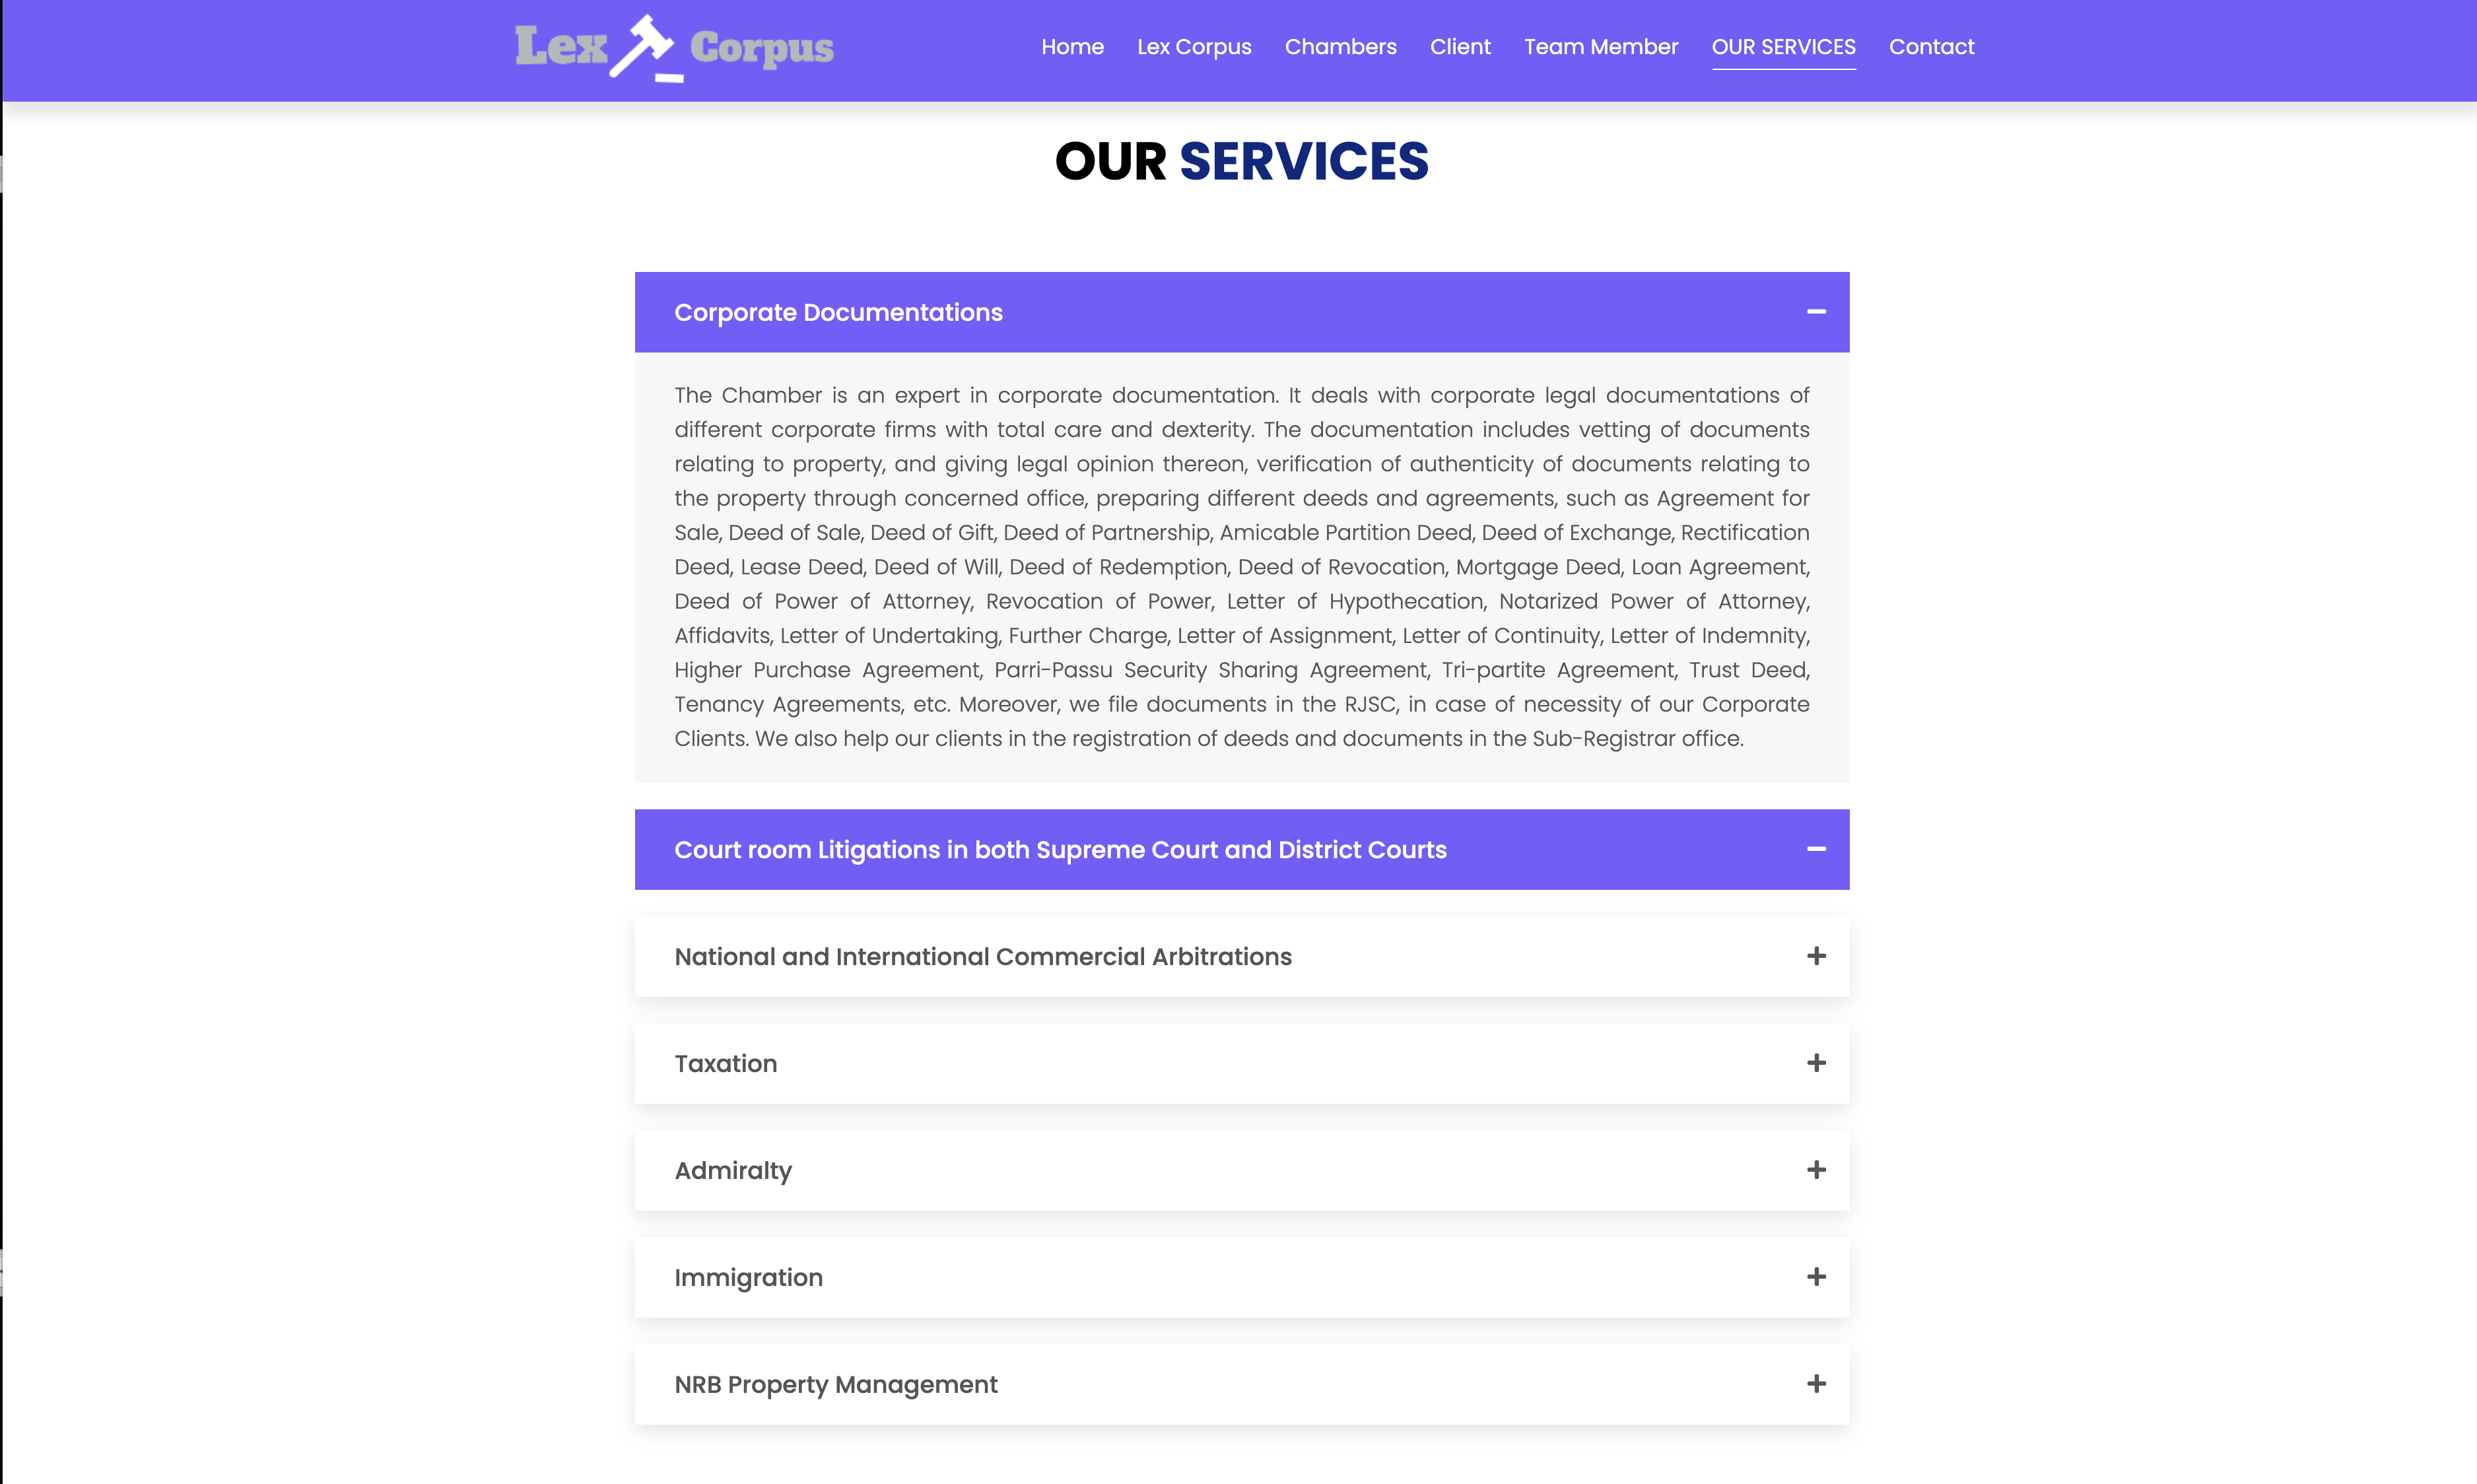 Lex Corpus
Home Lex Corpus Chambers Client Team Member OUR SERVICES Contact
OUR SERVICES
Corporate Documentations
The Chamber is an expert in corporate documentation. It deals with corporate legal documentations of
different corporate firms with total care and dexterity. The documentation includes vetting of documents
relating to property, and giving legal opinion thereon, verification of authenticity of documents relating to
the property through concerned office, preparing different deeds and agreements, such as Agreement for
Sale, Deed of Sale, Deed of Gift, Deed of Partnership, Amicable Partition Deed, Deed of Exchange, Rectification
Deed, Lease Deed, Deed of Will, Deed of Redemption, Deed of Revocation, Mortgage Deed, Loan Agreement,
Deed of Power of Attorney, Revocation of Power, Letter of Hypothecation, Notarized Power of Attorney,
Affidavits, Letter of Undertaking, Further Charge, Letter of Assignment, Letter of Continuity, Letter of Indemnity,
Higher Purchase Agreement, Parri-Passu Security Sharing Agreement, Tri-partite Agreement, Trust Deed,
Tenancy Agreements, etc. Moreover, we file documents in the RJSC, in case of necessity of our Corporate
Clients. We also help our clients in the registration of deeds and documents in the Sub-Registrar office.
Court room Litigations in both Supreme Court and District Courts
National and International Commercial Arbitrations
Taxation
Admiralty
Immigration
NRB Property Management